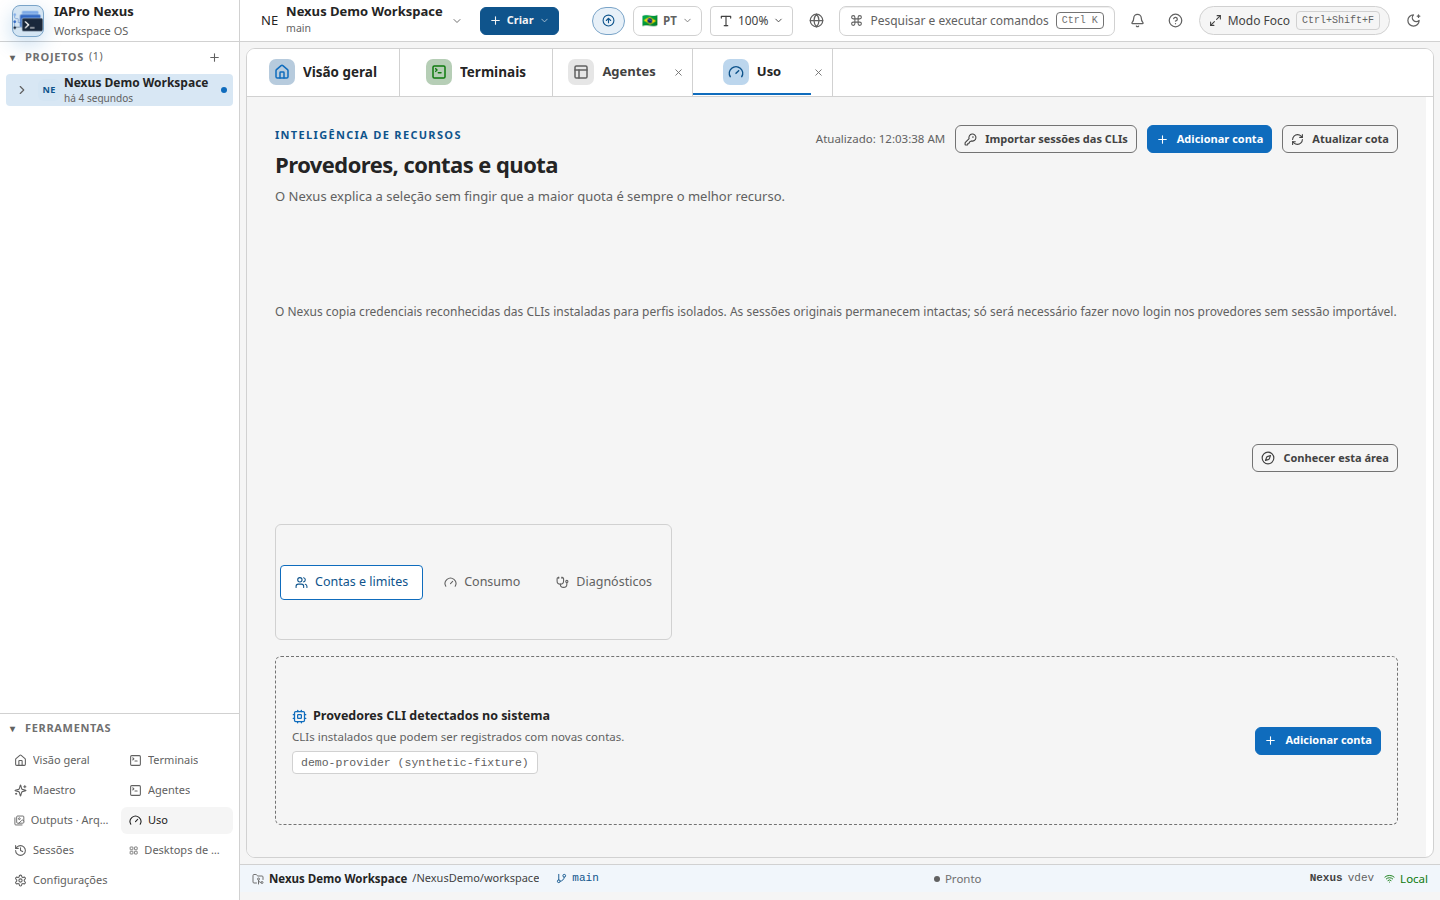 IAPro Nexus
Workspace OS
NE Nexus Demo Workspace
main
Criar
PT
100%
Pesquisar e executar comandos Ctrl K
Modo Foco Ctrl+Shift+F
PROJETOS (1)
NE Nexus Demo Workspace
há 4 segundos
Visão geral
Terminais
Agentes
Uso
INTELIGÊNCIA DE RECURSOS
Provedores, contas e quota
O Nexus explica a seleção sem fingir que a maior quota é sempre o melhor recurso.
Atualizado: 12:03:38 AM
Importar sessões das CLIs
Adicionar conta
Atualizar cota
O Nexus copia credenciais reconhecidas das CLIs instaladas para perfis isolados. As sessões originais permanecem intactas; só será necessário fazer novo login nos provedores sem sessão importável.
Conhecer esta área
Contas e limites
Consumo
Diagnósticos
Provedores CLI detectados no sistema
CLIs instalados que podem ser registrados com novas contas.
demo-provider (synthetic-fixture)
Adicionar conta
FERRAMENTAS
Visão geral
Terminais
Maestro
Agentes
Outputs · Arq...
Uso
Sessões
Desktops de ...
Configurações
Nexus Demo Workspace /NexusDemo/workspace
main
Pronto
Nexus vdev
Local